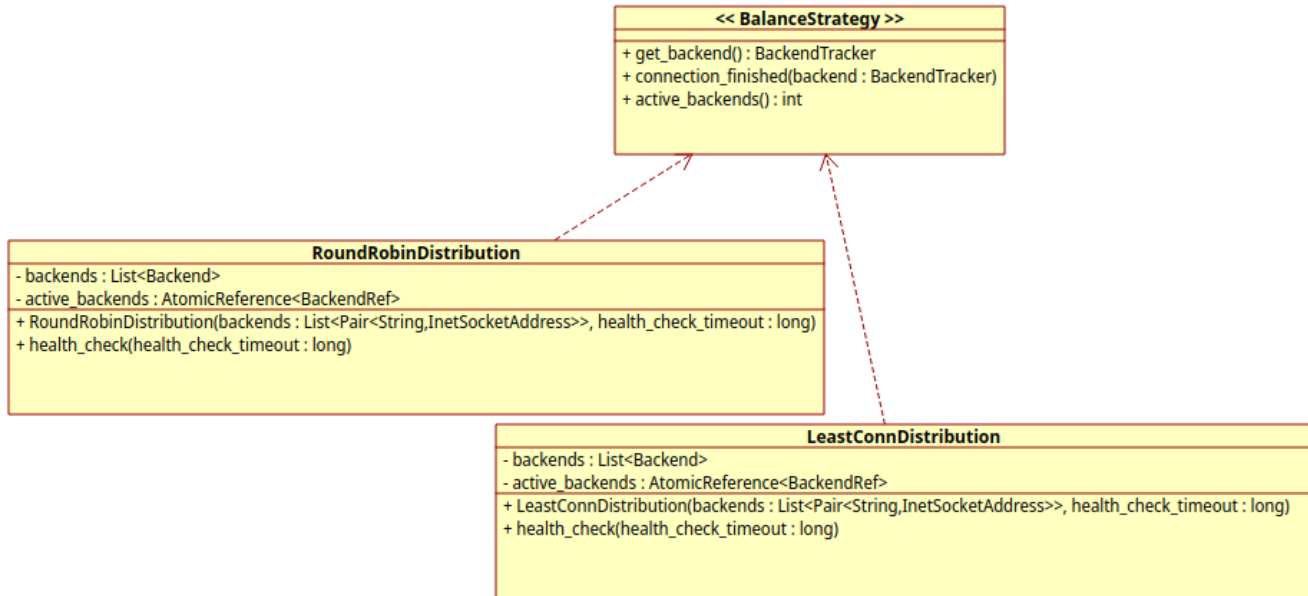 << BalanceStrategy >>
+ get_backend() : BackendTracker
+ connection_finished(backend : BackendTracker)
+ active_backends() : int
RoundRobinDistribution
- backends : List<Backend>
- active_backends : AtomicReference<BackendRef>
+ RoundRobinDistribution(backends : List<Pair<String,InetSocketAddress>>, health_check_timeout : long)
+ health_check(health_check_timeout : long)
LeastConnDistribution
- backends : List<Backend>
- active_backends : AtomicReference<BackendRef>
+ LeastConnDistribution(backends : List<Pair<String,InetSocketAddress>>, health_check_timeout : long)
+ health_check(health_check_timeout : long)